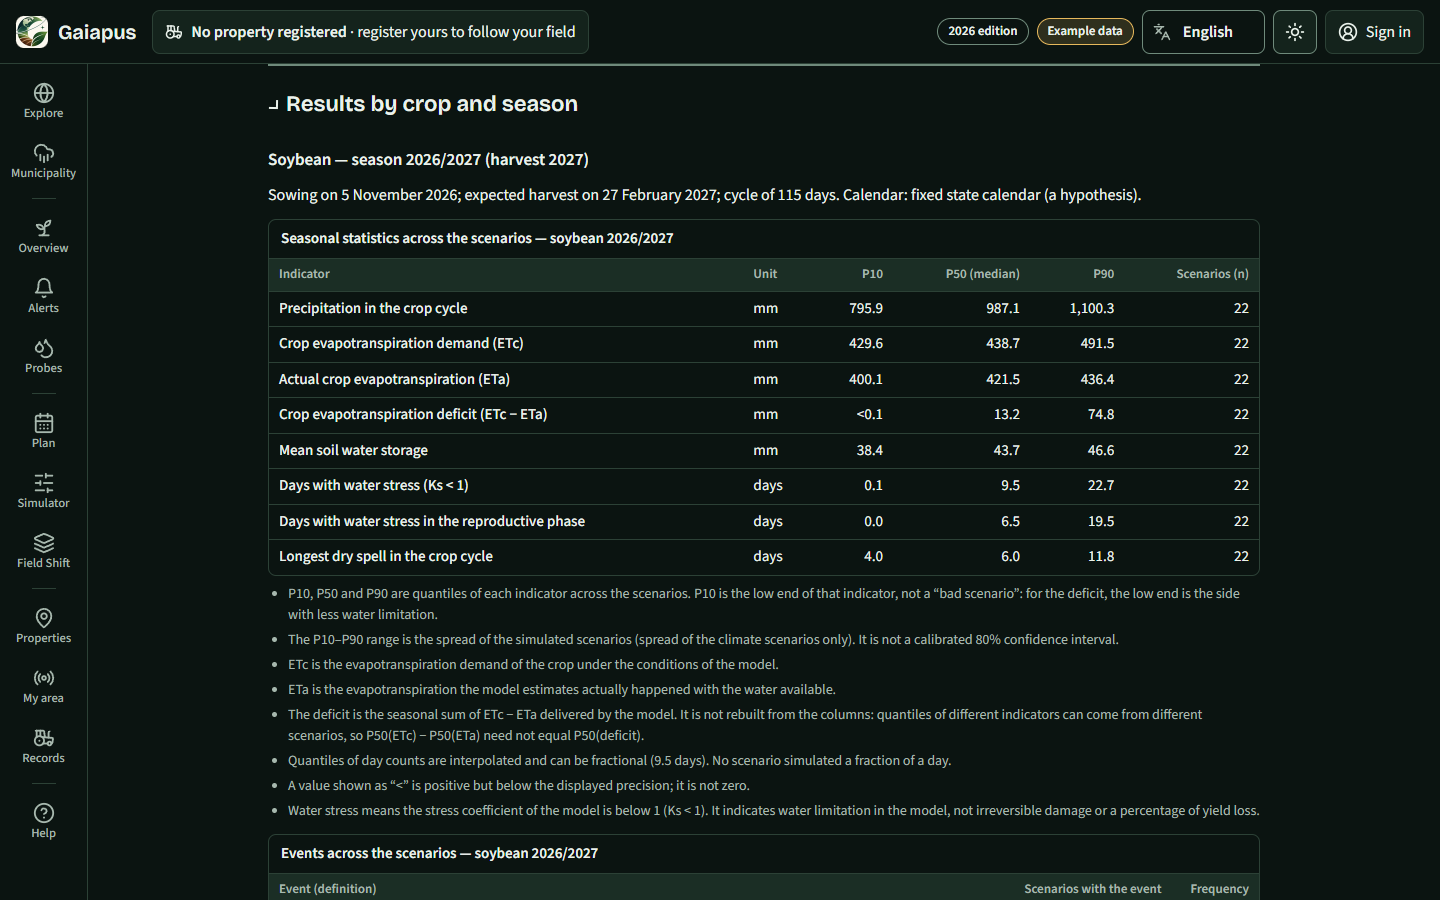 Gaiapus
No property registered · register yours to follow your field
2026 edition
Example data
English
Sign in
Explore
Municipality
Overview
Alerts
Probes
Plan
Simulator
Field Shift
Properties
My area
Records
Help
Results by crop and season
Soybean — season 2026/2027 (harvest 2027)
Sowing on 5 November 2026; expected harvest on 27 February 2027; cycle of 115 days. Calendar: fixed state calendar (a hypothesis).
Seasonal statistics across the scenarios — soybean 2026/2027
Indicator Unit P10 P50 (median) P90 Scenarios (n)
Precipitation in the crop cycle mm 795.9 987.1 1,100.3 22
Crop evapotranspiration demand (ETc) mm 429.6 438.7 491.5 22
Actual crop evapotranspiration (ETa) mm 400.1 421.5 436.4 22
Crop evapotranspiration deficit (ETc − ETa) mm <0.1 13.2 74.8 22
Mean soil water storage mm 38.4 43.7 46.6 22
Days with water stress (Ks < 1) days 0.1 9.5 22.7 22
Days with water stress in the reproductive phase days 0.0 6.5 19.5 22
Longest dry spell in the crop cycle days 4.0 6.0 11.8 22
• P10, P50 and P90 are quantiles of each indicator across the scenarios. P10 is the low end of that indicator, not a “bad scenario”: for the deficit, the low end is the side
with less water limitation.
• The P10–P90 range is the spread of the simulated scenarios (spread of the climate scenarios only). It is not a calibrated 80% confidence interval.
• ETc is the evapotranspiration demand of the crop under the conditions of the model.
• ETa is the evapotranspiration the model estimates actually happened with the water available.
• The deficit is the seasonal sum of ETc − ETa delivered by the model. It is not rebuilt from the columns: quantiles of different indicators can come from different
scenarios, so P50(ETc) − P50(ETa) need not equal P50(deficit).
• Quantiles of day counts are interpolated and can be fractional (9.5 days). No scenario simulated a fraction of a day.
• A value shown as “<” is positive but below the displayed precision; it is not zero.
• Water stress means the stress coefficient of the model is below 1 (Ks < 1). It indicates water limitation in the model, not irreversible damage or a percentage of yield loss.
Events across the scenarios — soybean 2026/2027
Event (definition) Scenarios with the event Frequency